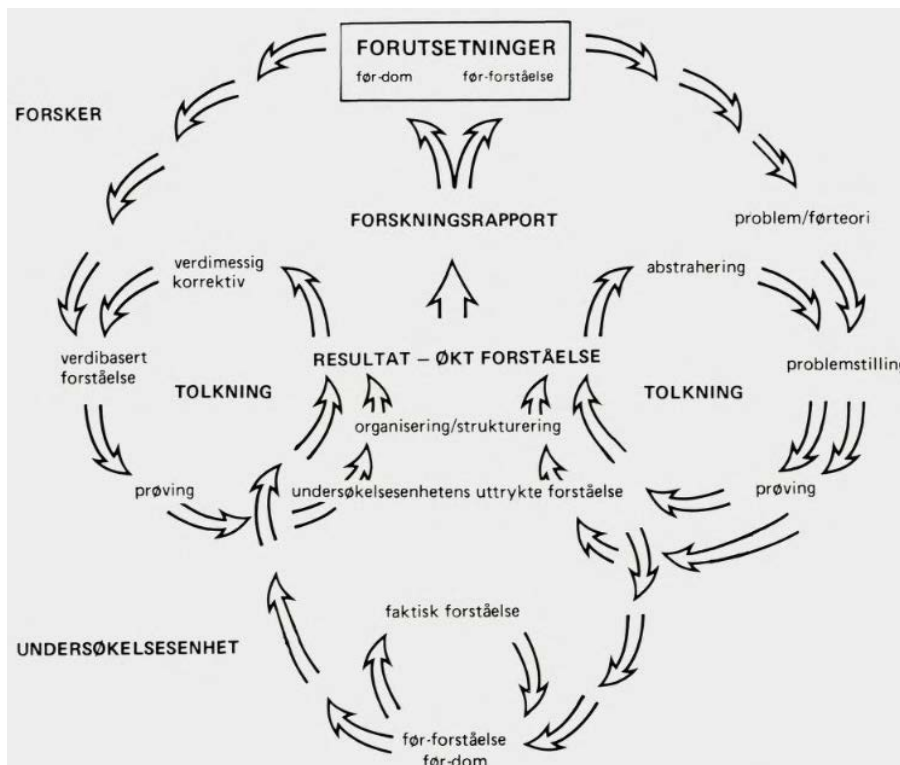 FORUTSETNINGER
før-dom før-forståelse
FORSKER
FORSKNINGSRAPPORT
problem/førteori
verdimessig
korrektiv
abstrahering
verdibasert
forståelse
RESULTAT – ØKT FORSTÅELSE
problemstilling
TOLKNING
TOLKNING
organisering/strukturering
prøving
undersøkelsesenhetens uttrykte forståelse
prøving
faktisk forståelse
UNDERSØKELSESENHET
før-forståelse
før-dom